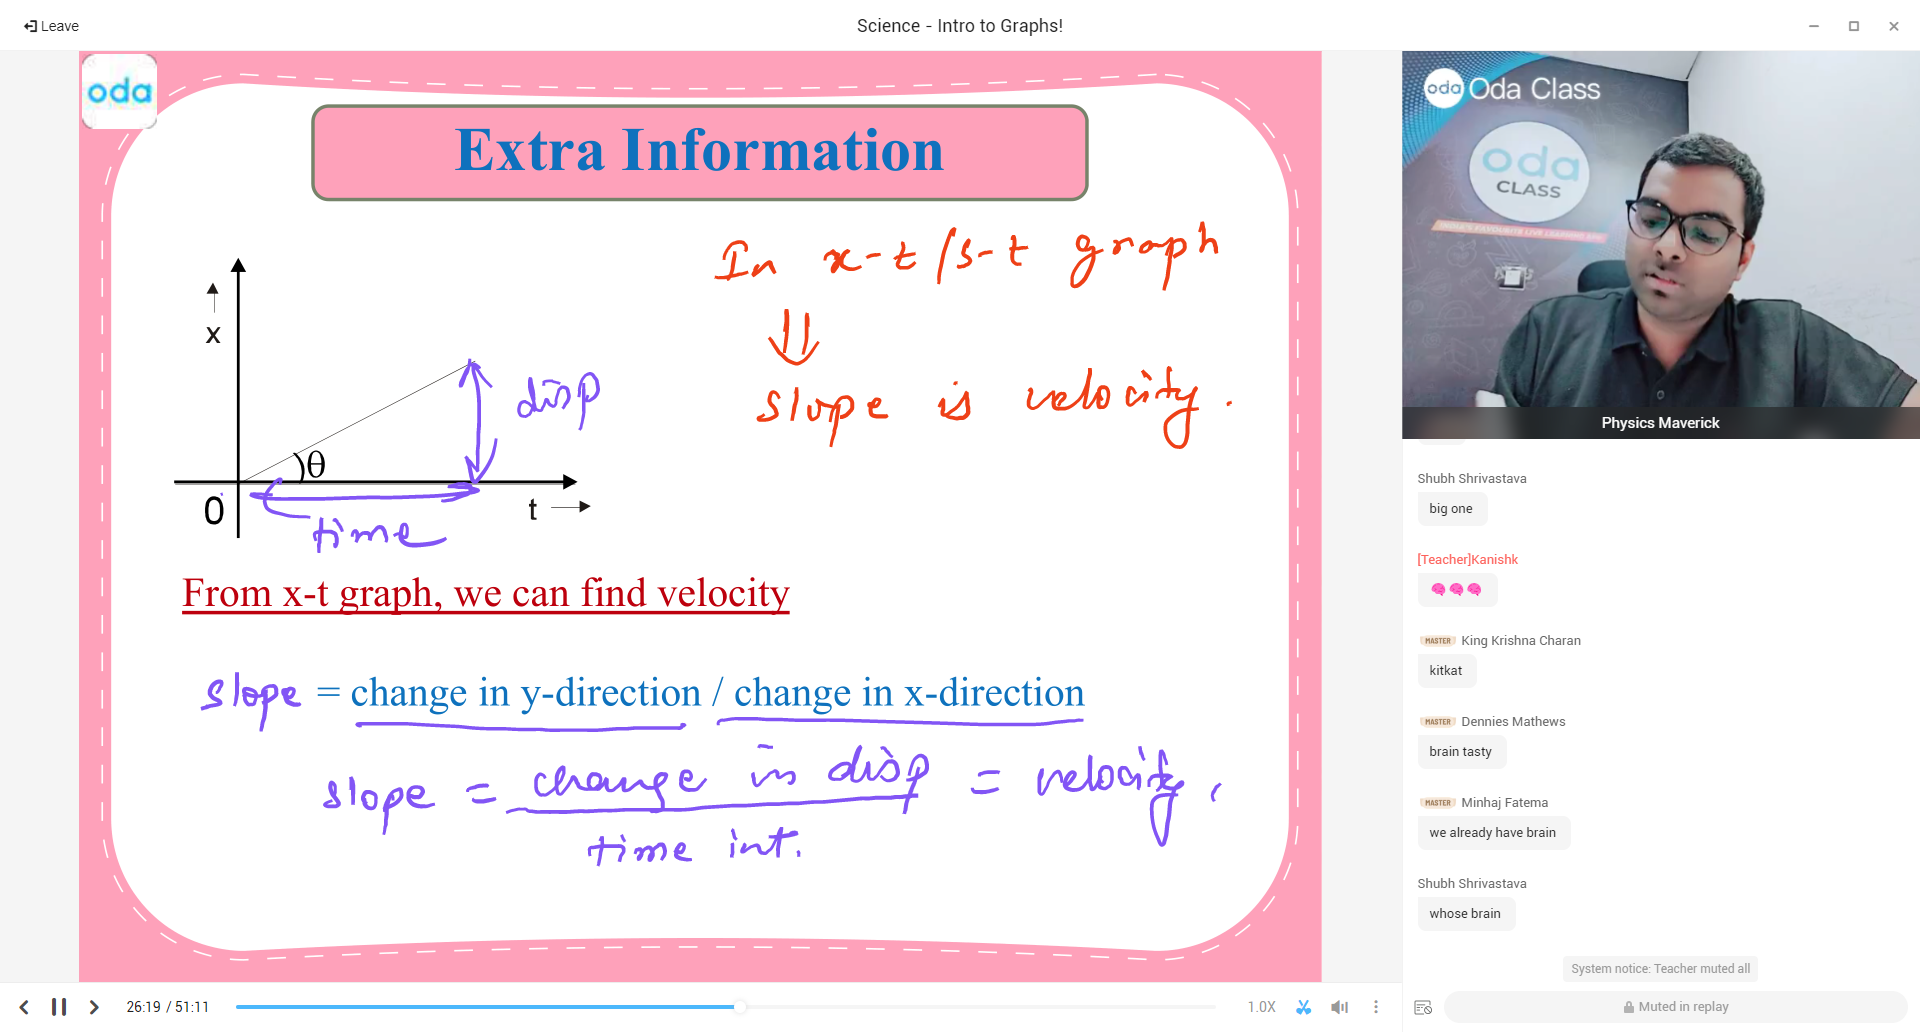 Leave
Science - Intro to Graphs!
oda
Extra Information
In x-t/s-t graph
slope is velocity.
x
disp
θ
0
t
time
From x-t graph, we can find velocity
slope = change in y-direction / change in x-direction
slope = change in disp = velocity,
time int.
26:19 / 51:11
1.0X
oda Oda Class
oda
CLASS
Physics Maverick
Shubh Shrivastava
big one
[Teacher]Kanishk
MASTER King Krishna Charan
kitkat
MASTER Dennies Mathews
brain tasty
MASTER Minhaj Fatema
we already have brain
Shubh Shrivastava
whose brain
System notice: Teacher muted all
Muted in replay